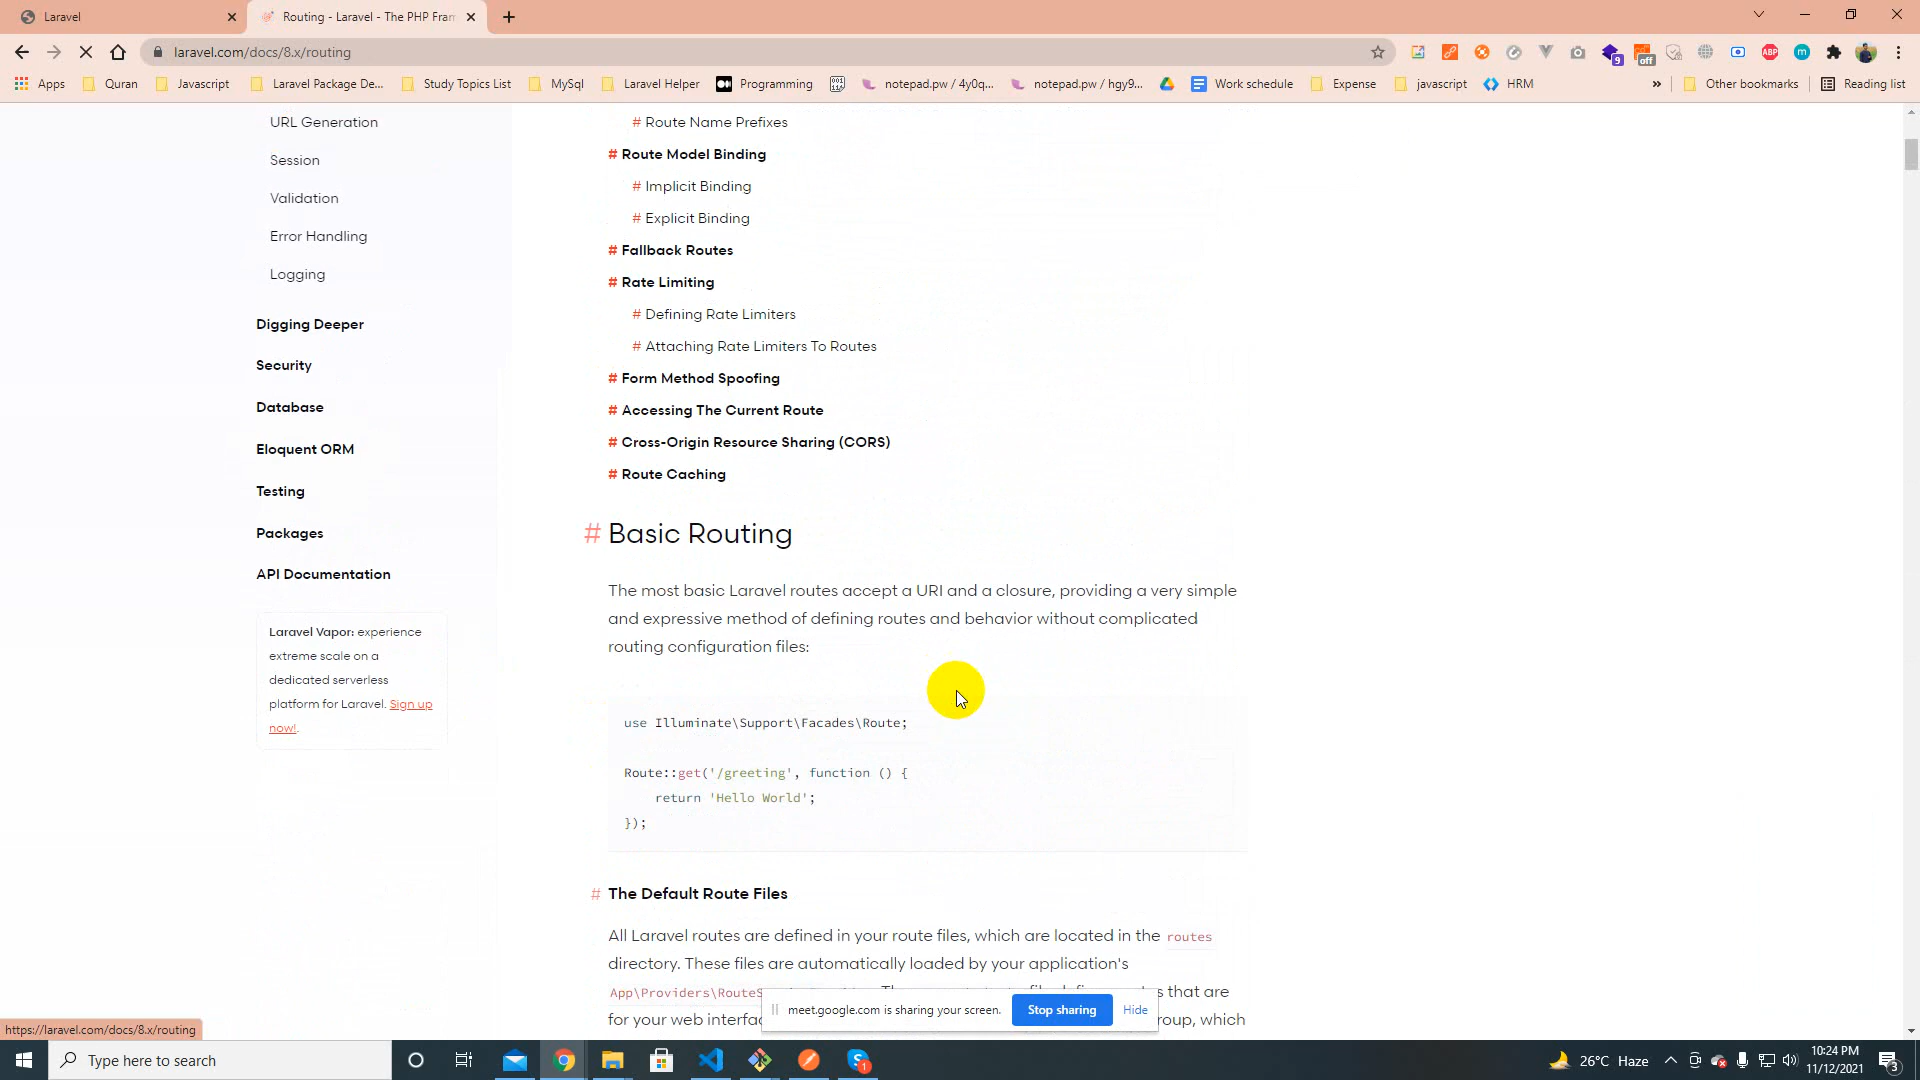 Laravel
Routing - Laravel - The PHP Fram
laravel.com/docs/8.x/routing
9
off
ABP
m
Apps
Quran
Javascript
Laravel Package De...
Study Topics List
MySql
Laravel Helper
Programming
notepad.pw / 4y0q...
notepad.pw / hgy9...
Work schedule
Expense
javascript
HRM
»
Other bookmarks
Reading list
URL Generation
Session
Validation
Error Handling
Logging
Digging Deeper
Security
Database
Eloquent ORM
Testing
Packages
API Documentation
Laravel Vapor: experience
extreme scale on a
dedicated serverless
platform for Laravel. Sign up
now!.
# Route Name Prefixes
# Route Model Binding
# Implicit Binding
# Explicit Binding
# Fallback Routes
# Rate Limiting
# Defining Rate Limiters
# Attaching Rate Limiters To Routes
# Form Method Spoofing
# Accessing The Current Route
# Cross-Origin Resource Sharing (CORS)
# Route Caching
# Basic Routing
The most basic Laravel routes accept a URI and a closure, providing a very simple
and expressive method of defining routes and behavior without complicated
routing configuration files:
use Illuminate\Support\Facades\Route;
Route::get('/greeting', function () {
return 'Hello World';
});
# The Default Route Files
All Laravel routes are defined in your route files, which are located in the routes
directory. These files are automatically loaded by your application's
App\Providers\RouteS
s that are
for your web interfac
group, which
meet.google.com is sharing your screen.
Stop sharing
Hide
https://laravel.com/docs/8.x/routing
Type here to search
1
26°C Haze
10:24 PM
11/12/2021
3